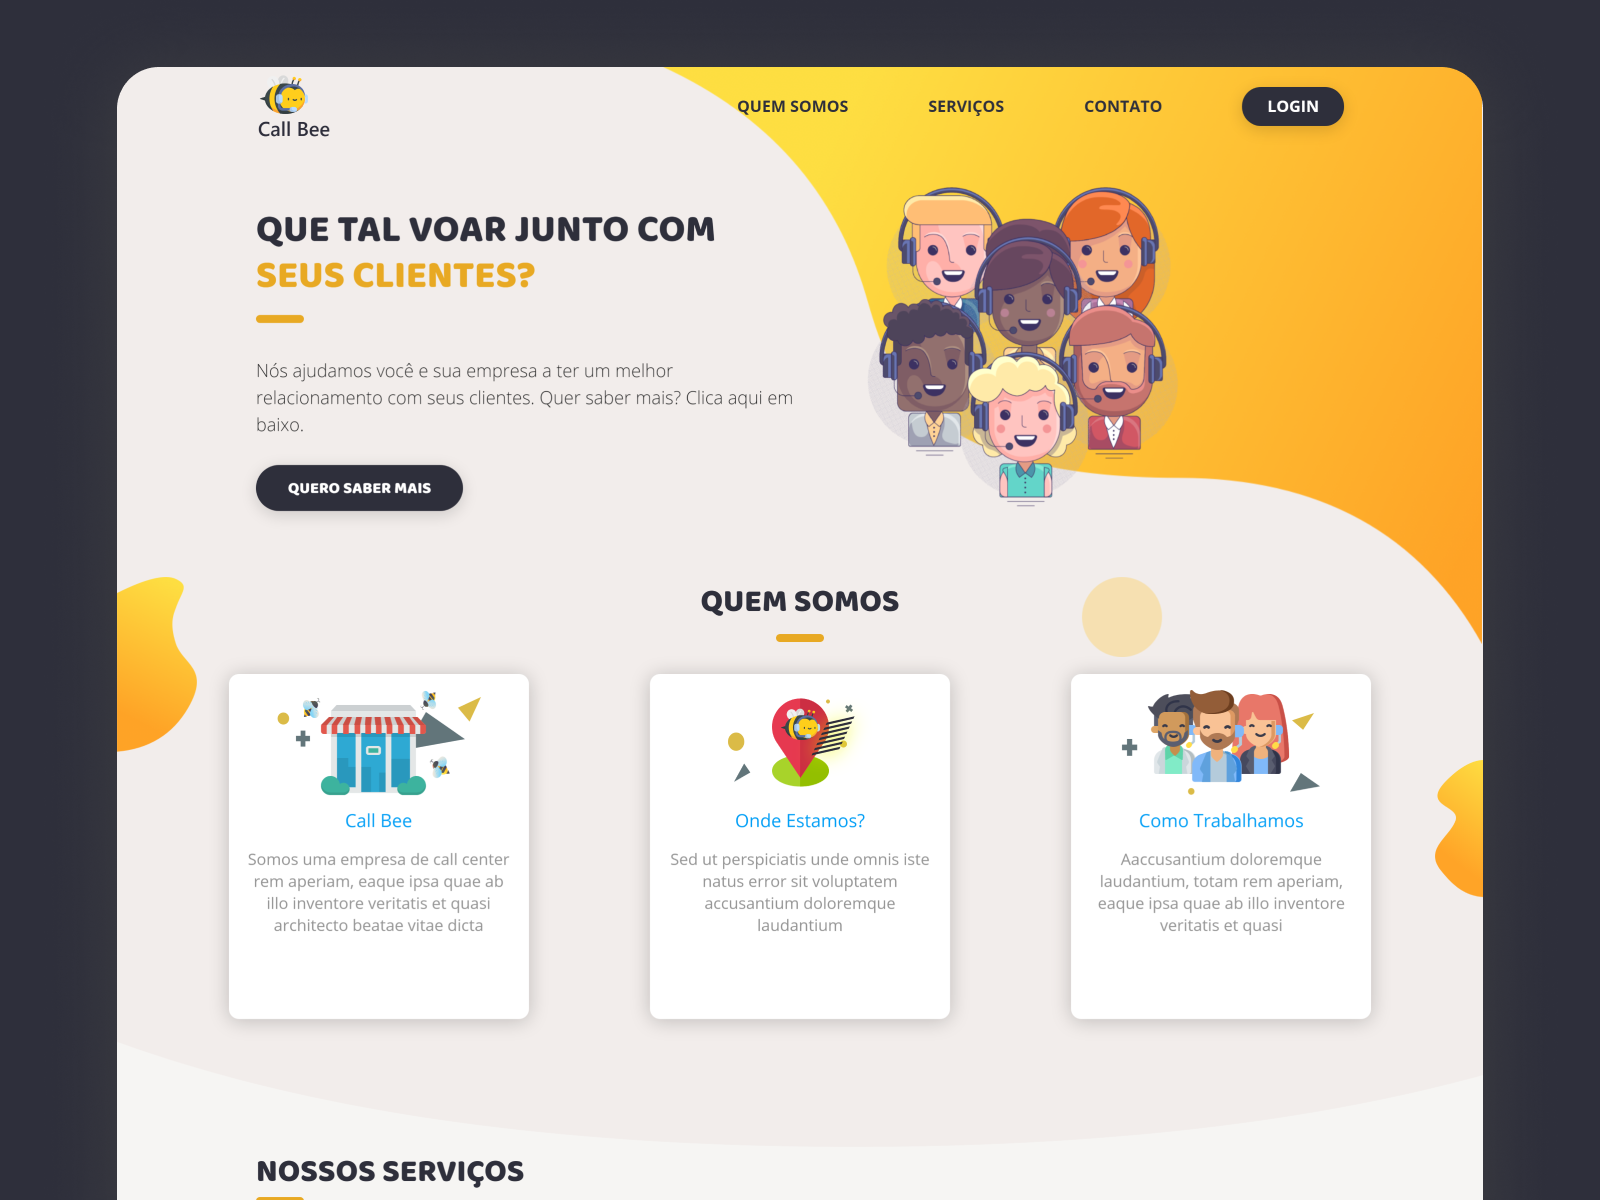 Call Bee
QUEM SOMOS
SERVIÇOS
CONTATO
LOGIN
QUE TAL VOAR JUNTO COM
SEUS CLIENTES?
Nós ajudamos você e sua empresa a ter um melhor
relacionamento com seus clientes. Quer saber mais? Clica aqui em
baixo.
QUERO SABER MAIS
QUEM SOMOS
Call Bee
Somos uma empresa de call center
rem aperiam, eaque ipsa quae ab
illo inventore veritatis et quasi
architecto beatae vitae dicta
Onde Estamos?
Sed ut perspiciatis unde omnis iste
natus error sit voluptatem
accusantium doloremque
laudantium
Como Trabalhamos
Aaccusantium doloremque
laudantium, totam rem aperiam,
eaque ipsa quae ab illo inventore
veritatis et quasi
NOSSOS SERVIÇOS